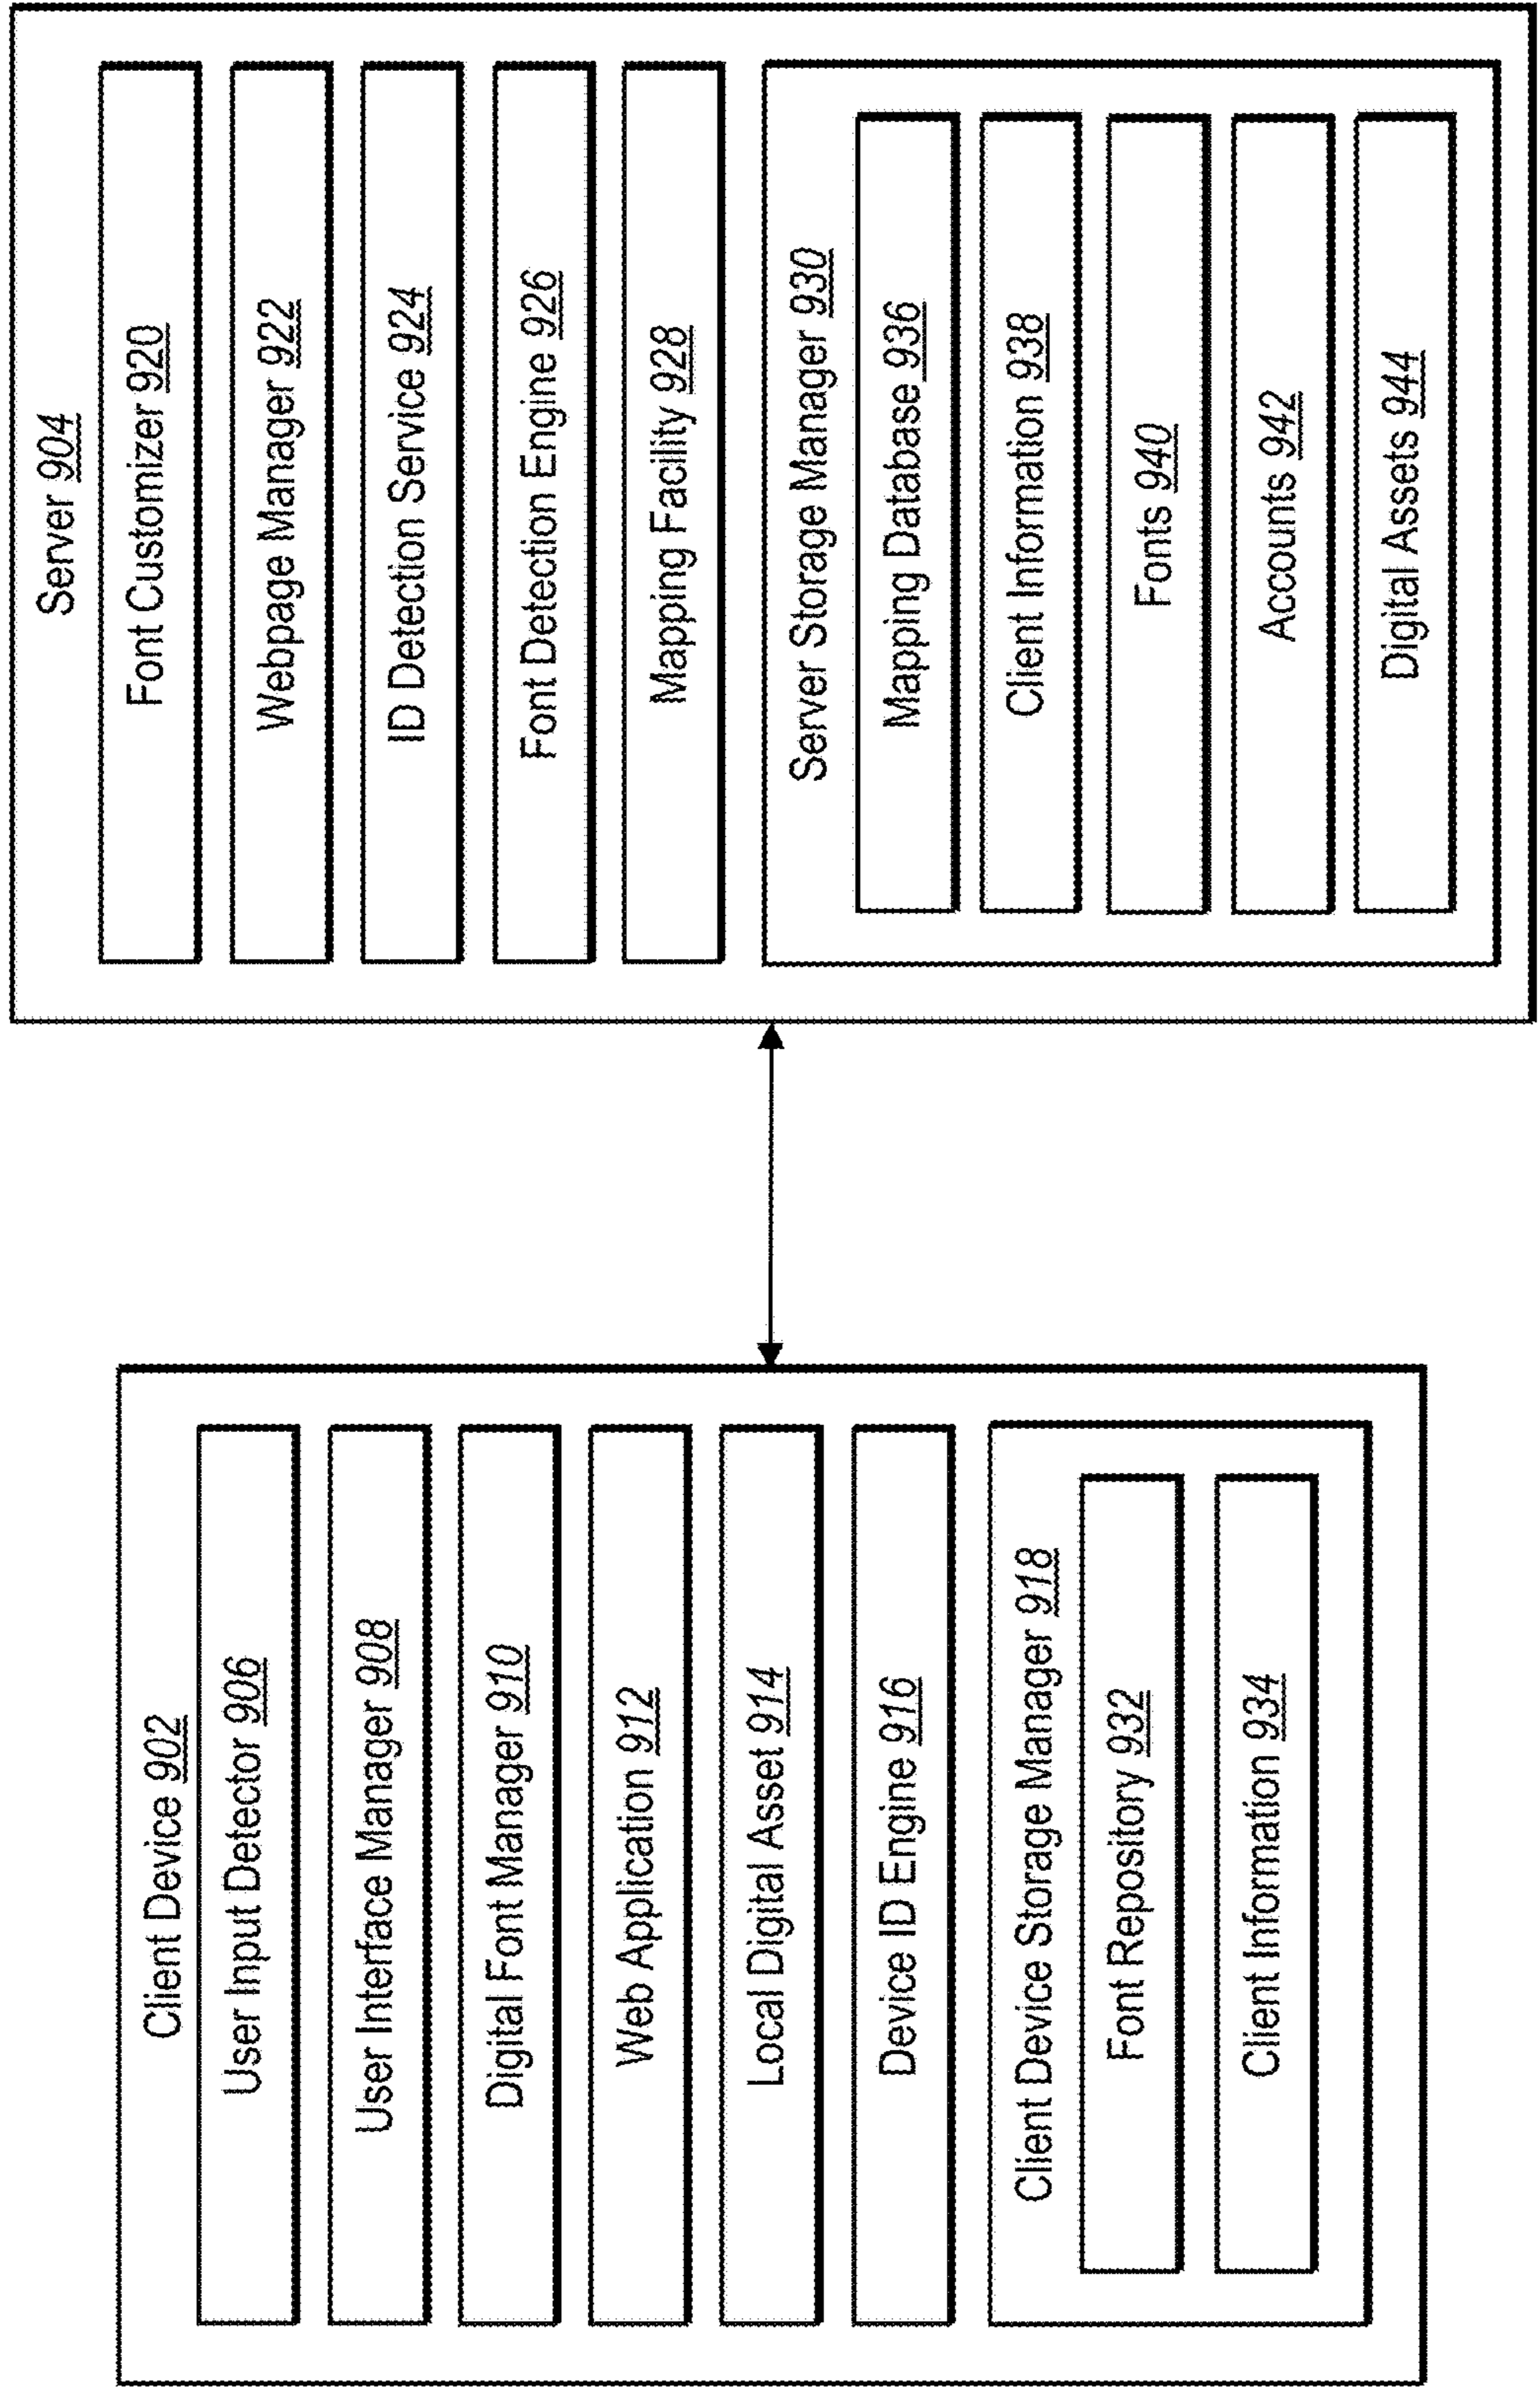 Client Device 902
User Input Detector 906
User Interface Manager 908
Digital Font Manager 910
Web Application 912
Local Digital Asset 914
Device ID Engine 916
Client Device Storage Manager 918
Font Repository 932
Client Information 934
Server 904
Font Customizer 920
Webpage Manager 922
ID Detection Service 924
Font Detection Engine 926
Mapping Facility 928
Server Storage Manager 930
Mapping Database 936
Client Information 938
Fonts 940
Accounts 942
Digital Assets 944